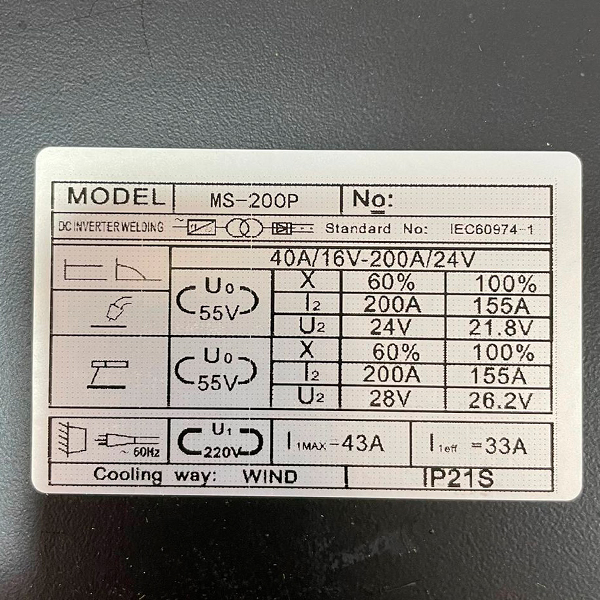 MODEL MS-200P No:
DC INVERTER WELDING ~ Standard No: IEC60974-1
40A/16V-200A/24V
U0 55V X 60% 100%
I2 200A 155A
U2 24V 21.8V
U0 55V X 60% 100%
I2 200A 155A
U2 28V 26.2V
~60Hz U1 220V I1MAX=43A I1eff=33A
Cooling way: WIND IP21S